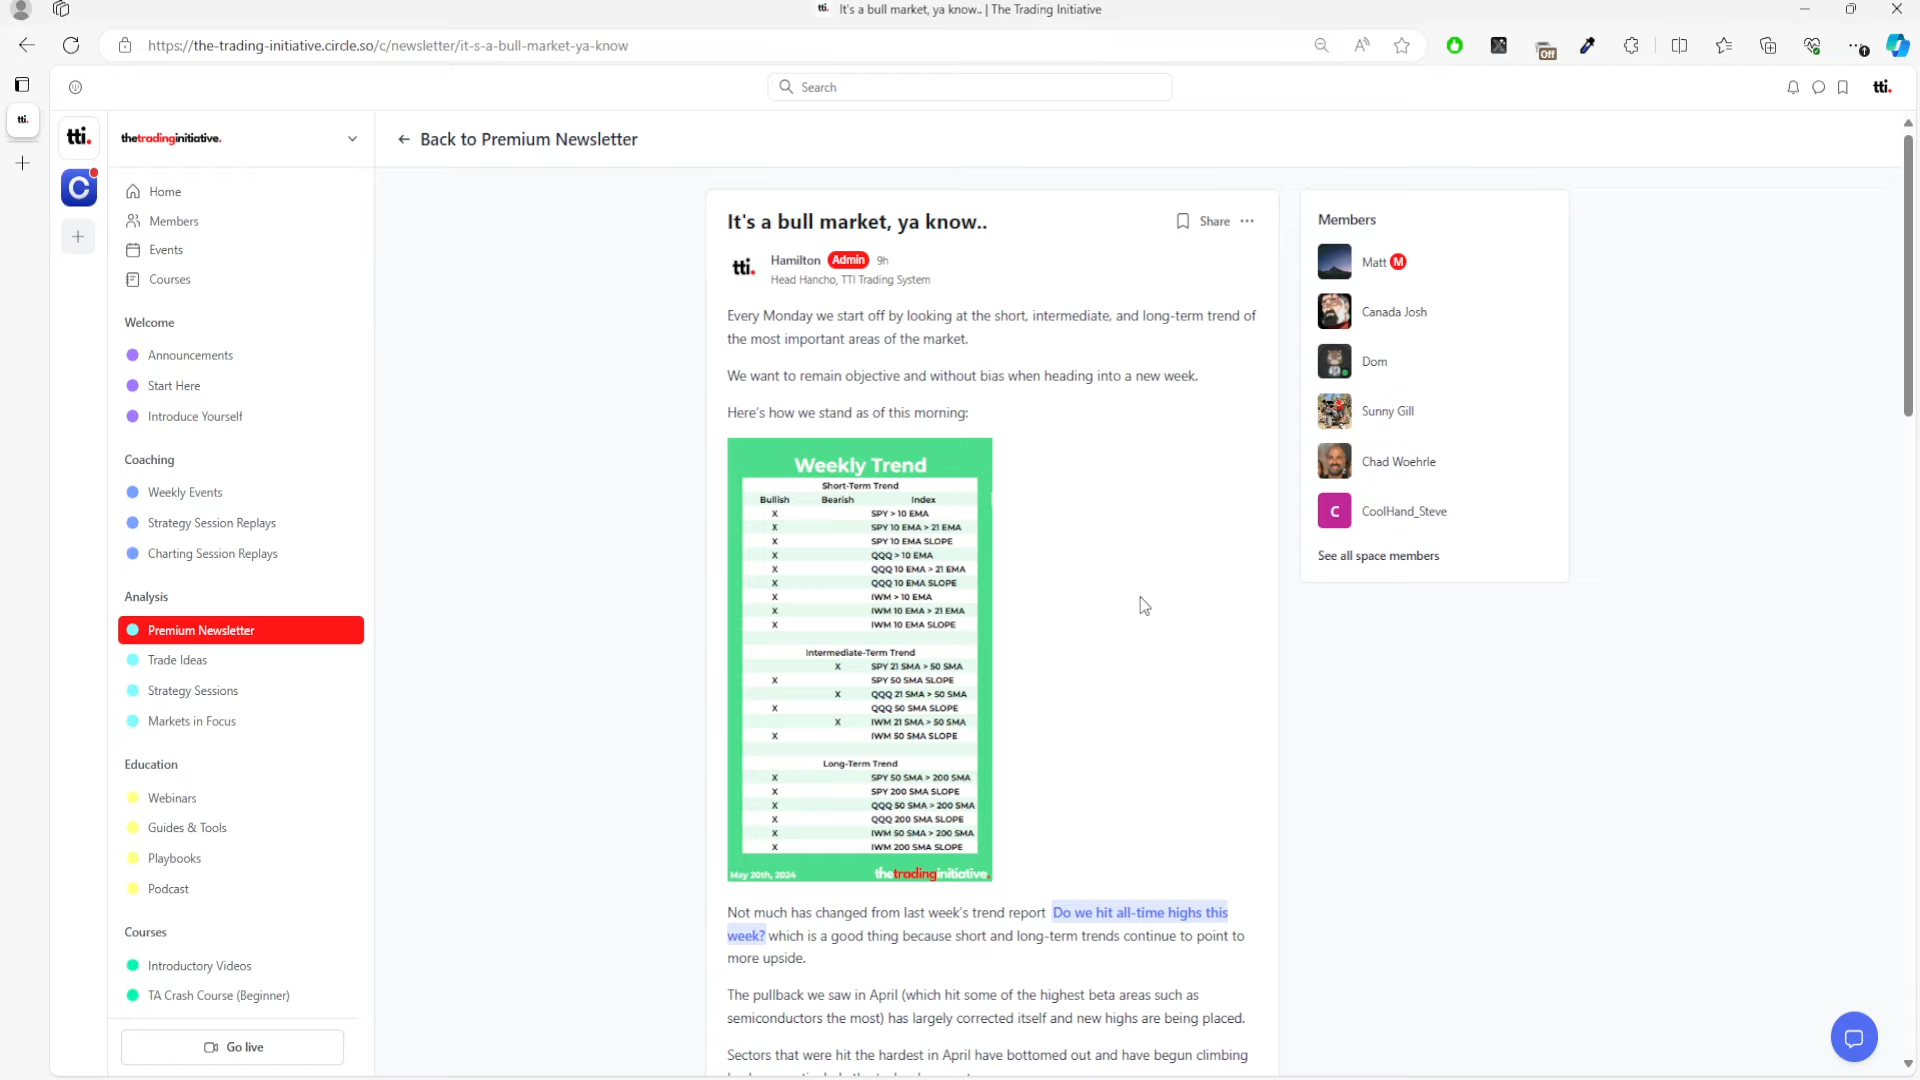 tti. It's a bull market, ya know.. | The Trading Initiative
https://the-trading-initiative.circle.so/c/newsletter/it-s-a-bull-market-ya-know
Off
Search
tti.
tti.
tti.
thetradinginitiative.
C
Home
Members
Events
Courses
Welcome
Announcements
Start Here
Introduce Yourself
Coaching
Weekly Events
Strategy Session Replays
Charting Session Replays
Analysis
Premium Newsletter
Trade Ideas
Strategy Sessions
Markets in Focus
Education
Webinars
Guides & Tools
Playbooks
Podcast
Courses
Introductory Videos
TA Crash Course (Beginner)
Go live
← Back to Premium Newsletter
It's a bull market, ya know..
Share
tti.
Hamilton Admin 9h
Head Hancho, TTI Trading System
Every Monday we start off by looking at the short, intermediate, and long-term trend of
the most important areas of the market.
We want to remain objective and without bias when heading into a new week.
Here's how we stand as of this morning:
Weekly Trend
Short-Term Trend
Bullish Bearish Index
X SPY > 10 EMA
X SPY 10 EMA > 21 EMA
X SPY 10 EMA SLOPE
X QQQ > 10 EMA
X QQQ 10 EMA > 21 EMA
X QQQ 10 EMA SLOPE
X IWM > 10 EMA
X IWM 10 EMA > 21 EMA
X IWM 10 EMA SLOPE
Intermediate-Term Trend
X SPY 21 SMA > 50 SMA
X SPY 50 SMA SLOPE
X QQQ 21 SMA > 50 SMA
X QQQ 50 SMA SLOPE
X IWM 21 SMA > 50 SMA
X IWM 50 SMA SLOPE
Long-Term Trend
X SPY 50 SMA > 200 SMA
X SPY 200 SMA SLOPE
X QQQ 50 SMA > 200 SMA
X QQQ 200 SMA SLOPE
X IWM 50 SMA > 200 SMA
X IWM 200 SMA SLOPE
May 20th, 2024 thetradinginitiative.
Not much has changed from last week's trend report Do we hit all-time highs this
week? which is a good thing because short and long-term trends continue to point to
more upside.
The pullback we saw in April (which hit some of the highest beta areas such as
semiconductors the most) has largely corrected itself and new highs are being placed.
Sectors that were hit the hardest in April have bottomed out and have begun climbing
Members
Matt M
Canada Josh
Dom
Sunny Gill
Chad Woehrle
C CoolHand_Steve
See all space members